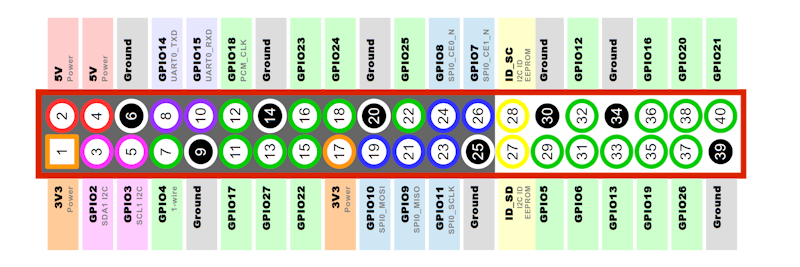 5V
Power
5V
Power
Ground
GPIO14
UART0_TXD
GPIO15
UART0_RXD
GPIO18
PCM_CLK
Ground
GPIO23
GPIO24
Ground
GPIO25
GPIO8
SPI0_CE0_N
GPIO7
SPI0_CE1_N
ID_SC
I2C ID
EEPROM
Ground
GPIO12
Ground
GPIO16
GPIO20
GPIO21
2 4 6 8 10 12 14 16 18 20 22 24 26 28 30 32 34 36 38 40
1 3 5 7 9 11 13 15 17 19 21 23 25 27 29 31 33 35 37 39
3V3
Power
GPIO2
SDA1 I2C
GPIO3
SCL1 I2C
GPIO4
1-wire
Ground
GPIO17
GPIO27
GPIO22
3V3
Power
GPIO10
SPI0_MOSI
GPIO9
SPI0_MISO
GPIO11
SPI0_SCLK
Ground
ID_SD
I2C ID
EEPROM
GPIO5
GPIO6
GPIO13
GPIO19
GPIO26
Ground